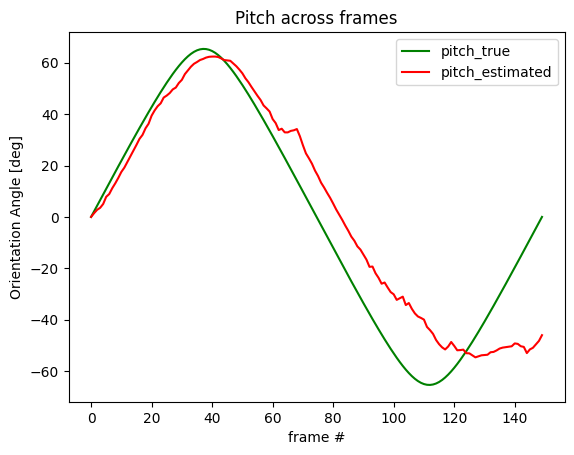 Pitch across frames
pitch_true
pitch_estimated
Orientation Angle [deg]
60
40
20
0
−20
−40
−60
0 20 40 60 80 100 120 140
frame #